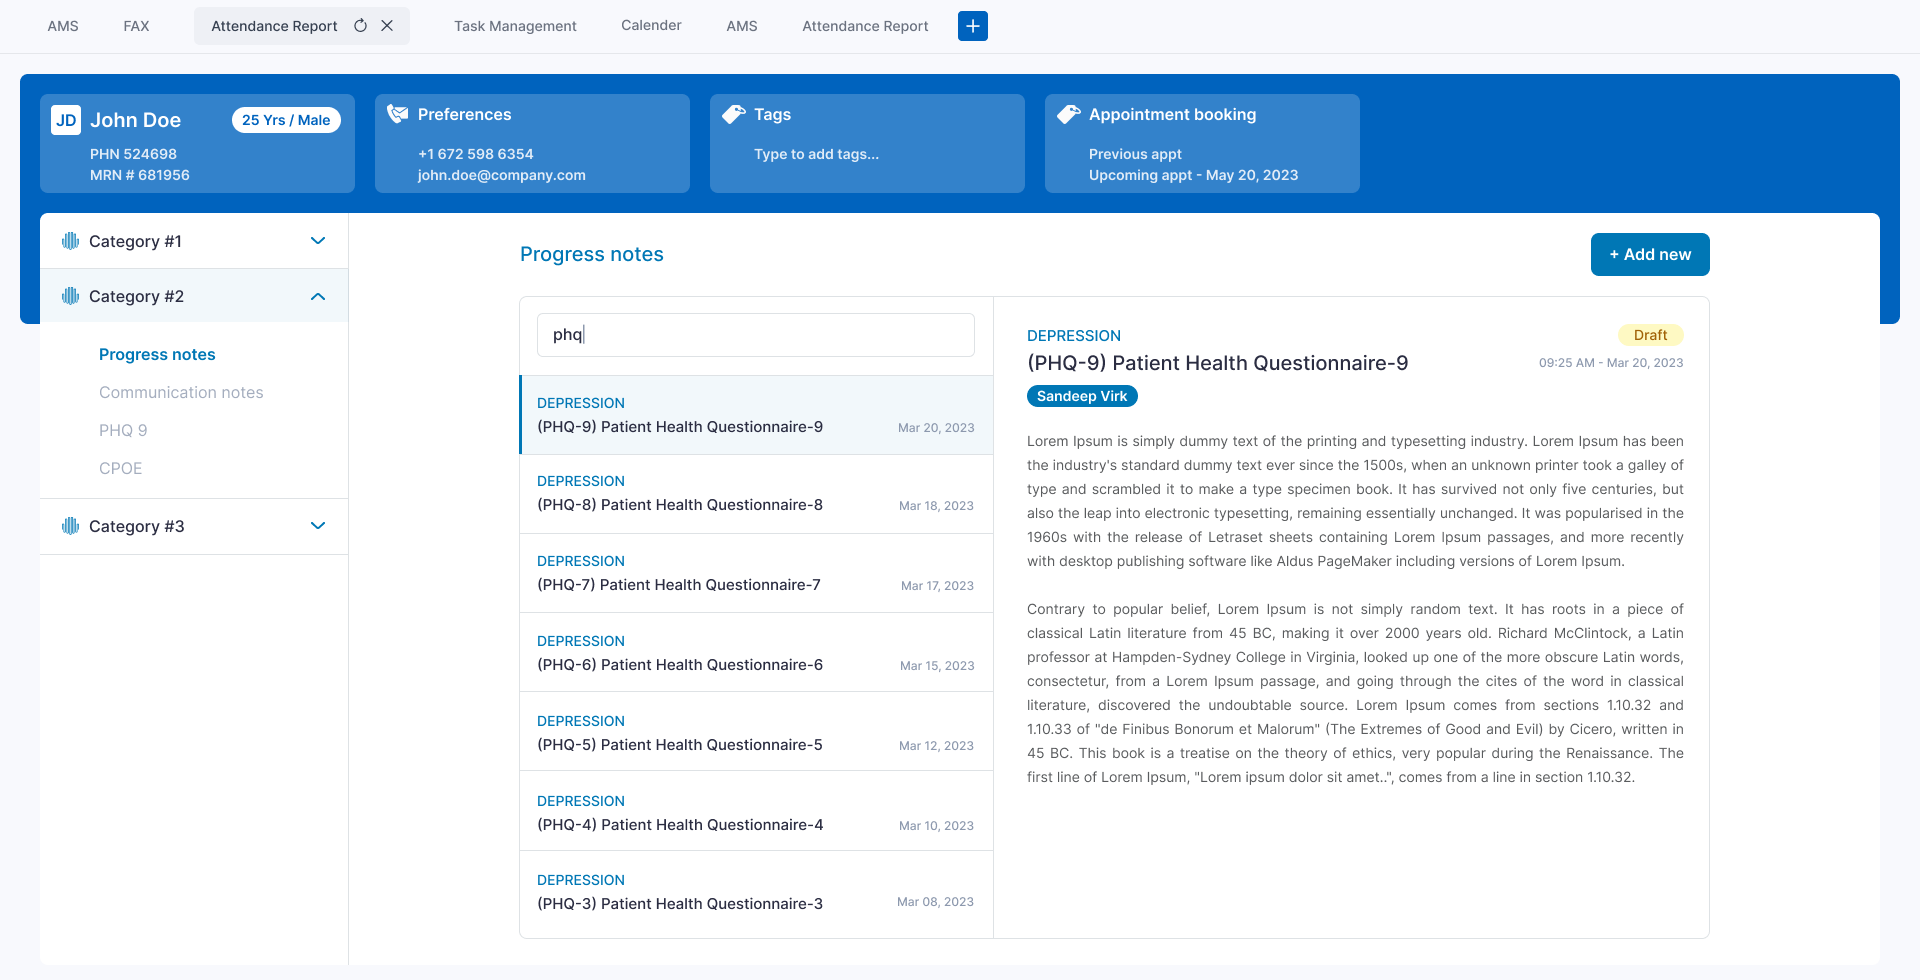 AMS FAX Attendance Report Task Management Calender AMS Attendance Report +
JD John Doe 25 Yrs / Male
PHN 524698
MRN # 681956
Preferences
+1 672 598 6354
john.doe@company.com
Tags
Type to add tags...
Appointment booking
Previous appt
Upcoming appt - May 20, 2023
Category #1
Category #2
Progress notes
Communication notes
PHQ 9
CPOE
Category #3
Progress notes
+ Add new
phq
DEPRESSION
(PHQ-9) Patient Health Questionnaire-9 Mar 20, 2023
DEPRESSION
(PHQ-8) Patient Health Questionnaire-8 Mar 18, 2023
DEPRESSION
(PHQ-7) Patient Health Questionnaire-7 Mar 17, 2023
DEPRESSION
(PHQ-6) Patient Health Questionnaire-6 Mar 15, 2023
DEPRESSION
(PHQ-5) Patient Health Questionnaire-5 Mar 12, 2023
DEPRESSION
(PHQ-4) Patient Health Questionnaire-4 Mar 10, 2023
DEPRESSION
(PHQ-3) Patient Health Questionnaire-3 Mar 08, 2023
DEPRESSION Draft
(PHQ-9) Patient Health Questionnaire-9 09:25 AM - Mar 20, 2023
Sandeep Virk
Lorem Ipsum is simply dummy text of the printing and typesetting industry. Lorem Ipsum has been
the industry's standard dummy text ever since the 1500s, when an unknown printer took a galley of
type and scrambled it to make a type specimen book. It has survived not only five centuries, but
also the leap into electronic typesetting, remaining essentially unchanged. It was popularised in the
1960s with the release of Letraset sheets containing Lorem Ipsum passages, and more recently
with desktop publishing software like Aldus PageMaker including versions of Lorem Ipsum.
Contrary to popular belief, Lorem Ipsum is not simply random text. It has roots in a piece of
classical Latin literature from 45 BC, making it over 2000 years old. Richard McClintock, a Latin
professor at Hampden-Sydney College in Virginia, looked up one of the more obscure Latin words,
consectetur, from a Lorem Ipsum passage, and going through the cites of the word in classical
literature, discovered the undoubtable source. Lorem Ipsum comes from sections 1.10.32 and
1.10.33 of "de Finibus Bonorum et Malorum" (The Extremes of Good and Evil) by Cicero, written in
45 BC. This book is a treatise on the theory of ethics, very popular during the Renaissance. The
first line of Lorem Ipsum, "Lorem ipsum dolor sit amet..", comes from a line in section 1.10.32.